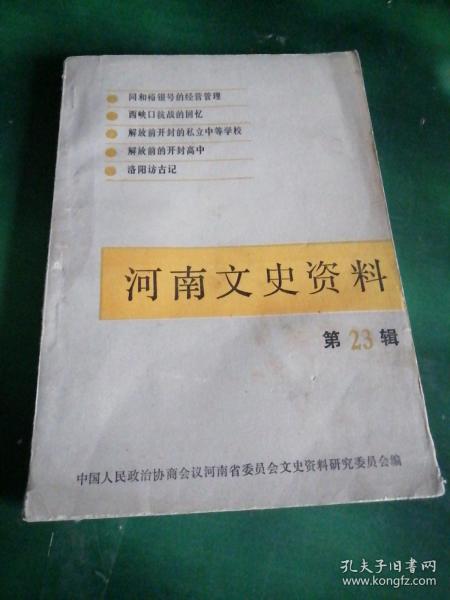 同和裕银号的经营管理
西峡口抗战的回忆
解放前开封的私立中等学校
解放前的开封高中
洛阳访古记
河南文史资料
第23辑
中国人民政治协商会议河南省委员会文史资料研究委员会编
孔夫子旧书网
www.kongfz.com